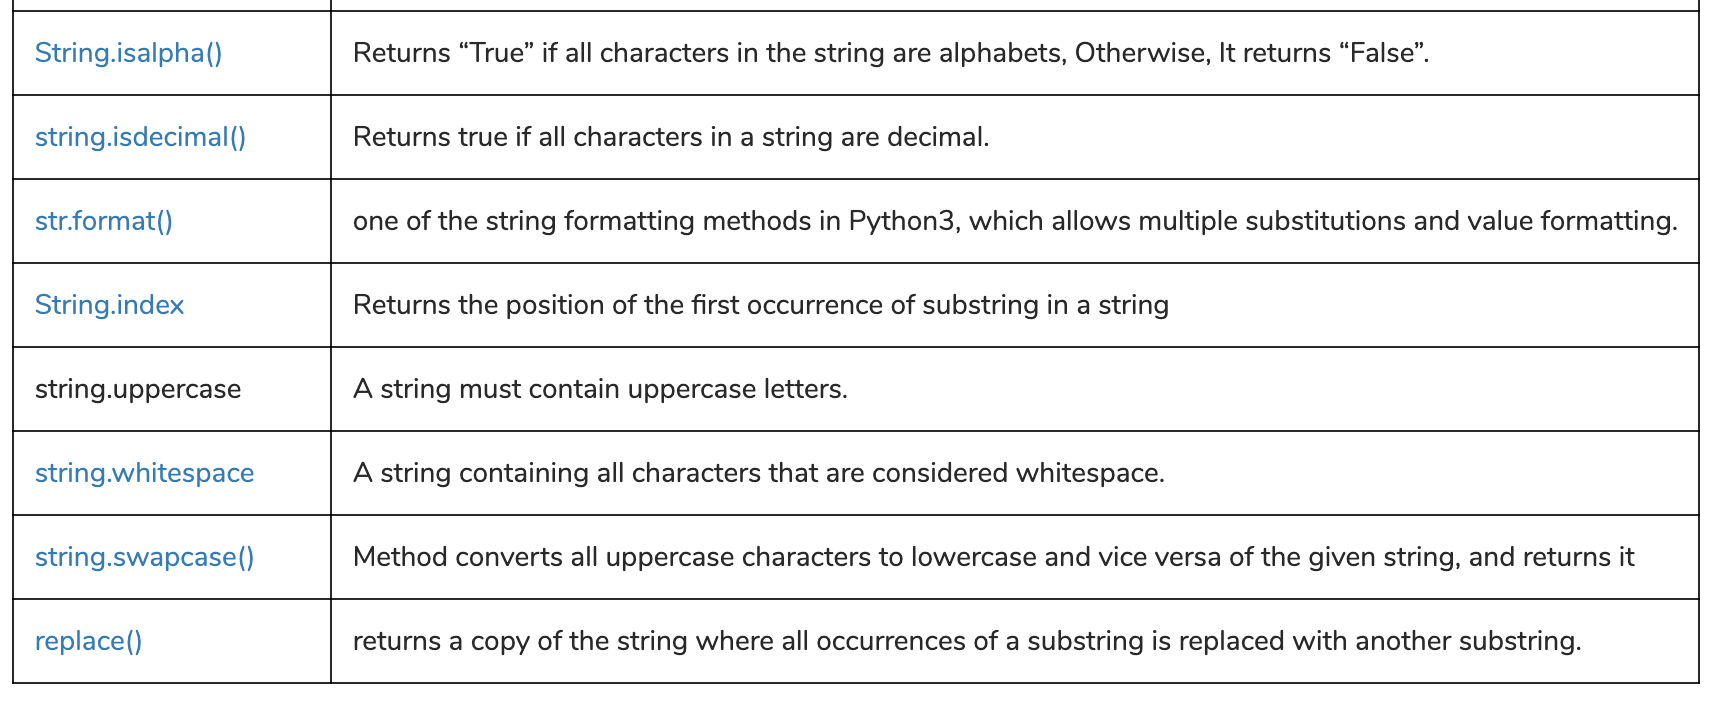 String.isalpha()
Returns “True” if all characters in the string are alphabets, Otherwise, It returns “False”.
string.isdecimal()
Returns true if all characters in a string are decimal.
str.format()
one of the string formatting methods in Python3, which allows multiple substitutions and value formatting.
String.index
Returns the position of the first occurrence of substring in a string
string.uppercase
A string must contain uppercase letters.
string.whitespace
A string containing all characters that are considered whitespace.
string.swapcase()
Method converts all uppercase characters to lowercase and vice versa of the given string, and returns it
replace()
returns a copy of the string where all occurrences of a substring is replaced with another substring.